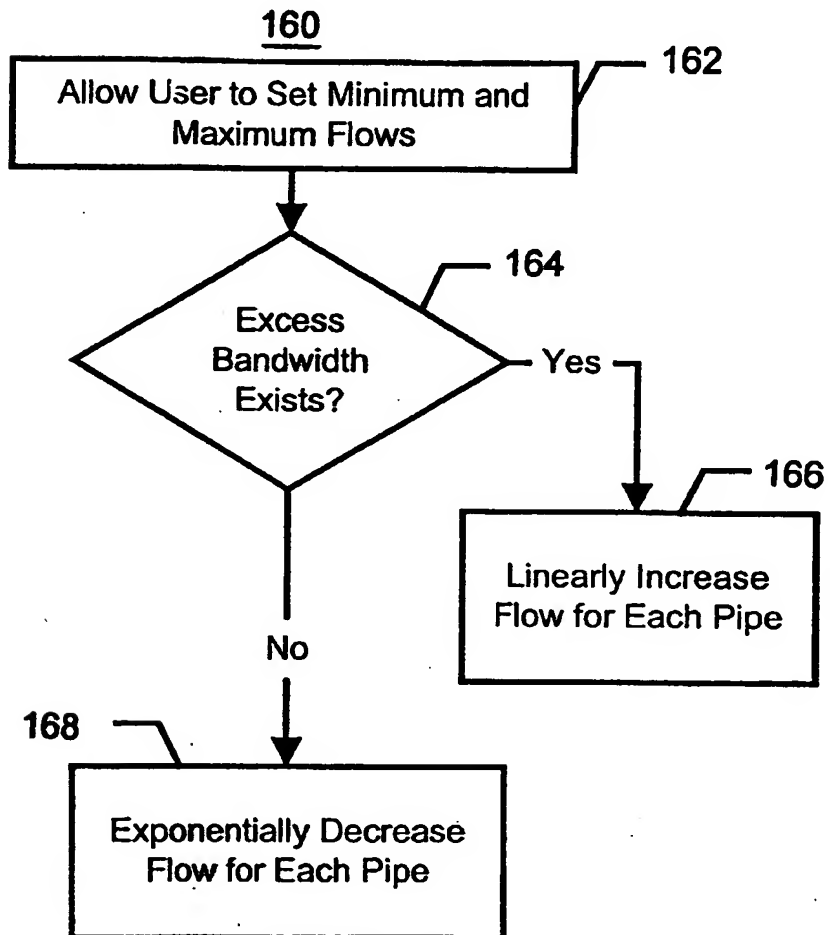 160
162
Allow User to Set Minimum and
Maximum Flows
164
Excess
Bandwidth
Exists?
Yes
166
Linearly Increase
Flow for Each Pipe
No
168
Exponentially Decrease
Flow for Each Pipe